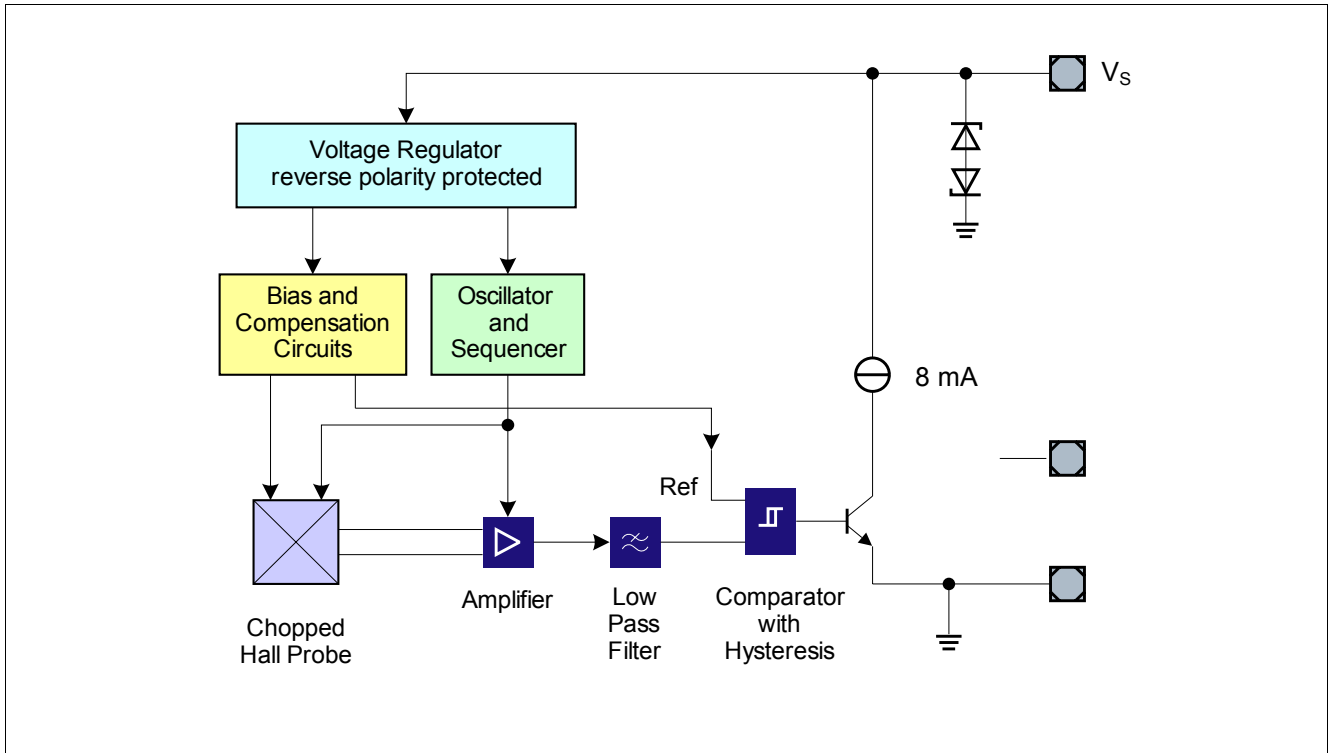 V_S
Voltage Regulator
reverse polarity protected
Bias and
Compensation
Circuits
Oscillator
and
Sequencer
8 mA
Ref
Amplifier
Low
Pass
Filter
Comparator
with
Hysteresis
Chopped
Hall Probe